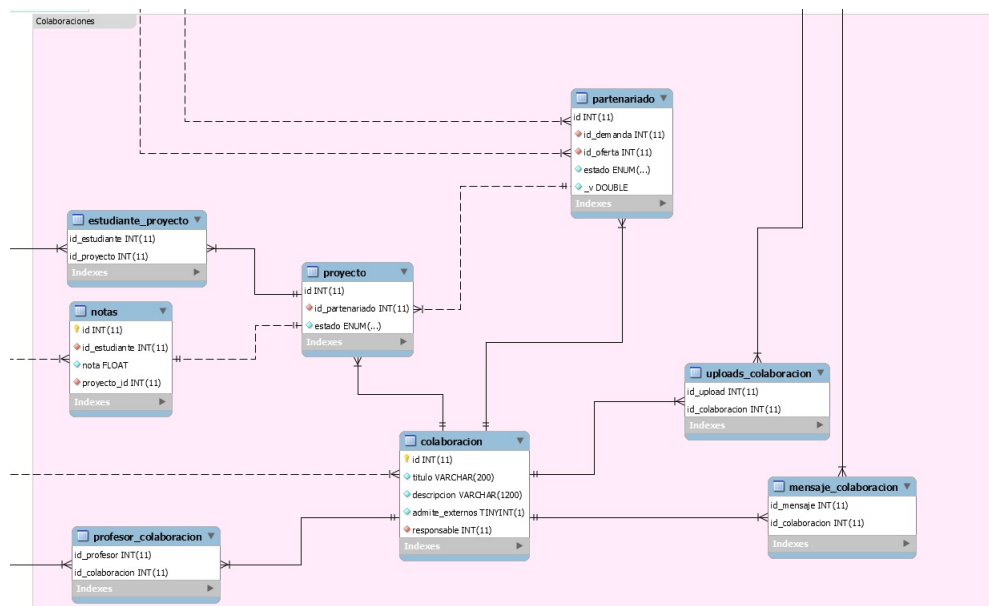 Colaboraciones
partenariado
id INT(11)
id_demanda INT(11)
id_oferta INT(11)
estado ENUM(...)
_v DOUBLE
Indexes
estudiante_proyecto
id_estudiante INT(11)
id_proyecto INT(11)
Indexes
proyecto
id INT(11)
id_partenariado INT(11)
estado ENUM(...)
Indexes
notas
id INT(11)
id_estudiante INT(11)
nota FLOAT
proyecto_id INT(11)
Indexes
uploads_colaboracion
id_upload INT(11)
id_colaboracion INT(11)
Indexes
colaboracion
id INT(11)
titulo VARCHAR(200)
descripcion VARCHAR(1200)
admite_externos TINYINT(1)
responsable INT(11)
Indexes
mensaje_colaboracion
id_mensaje INT(11)
id_colaboracion INT(11)
Indexes
profesor_colaboracion
id_profesor INT(11)
id_colaboracion INT(11)
Indexes